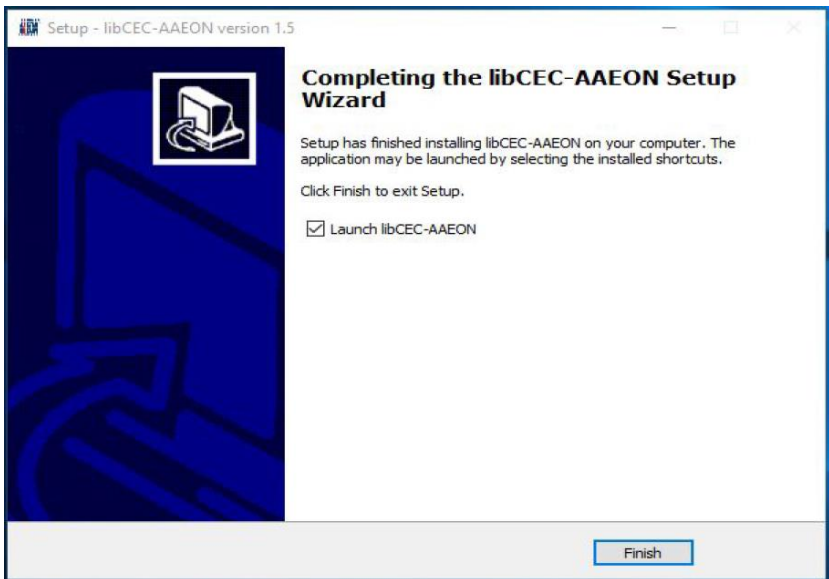 Setup - libCEC-AAEON version 1.5
Completing the libCEC-AAEON Setup
Wizard
Setup has finished installing libCEC-AAEON on your computer. The
application may be launched by selecting the installed shortcuts.
Click Finish to exit Setup.
Launch libCEC-AAEON
Finish